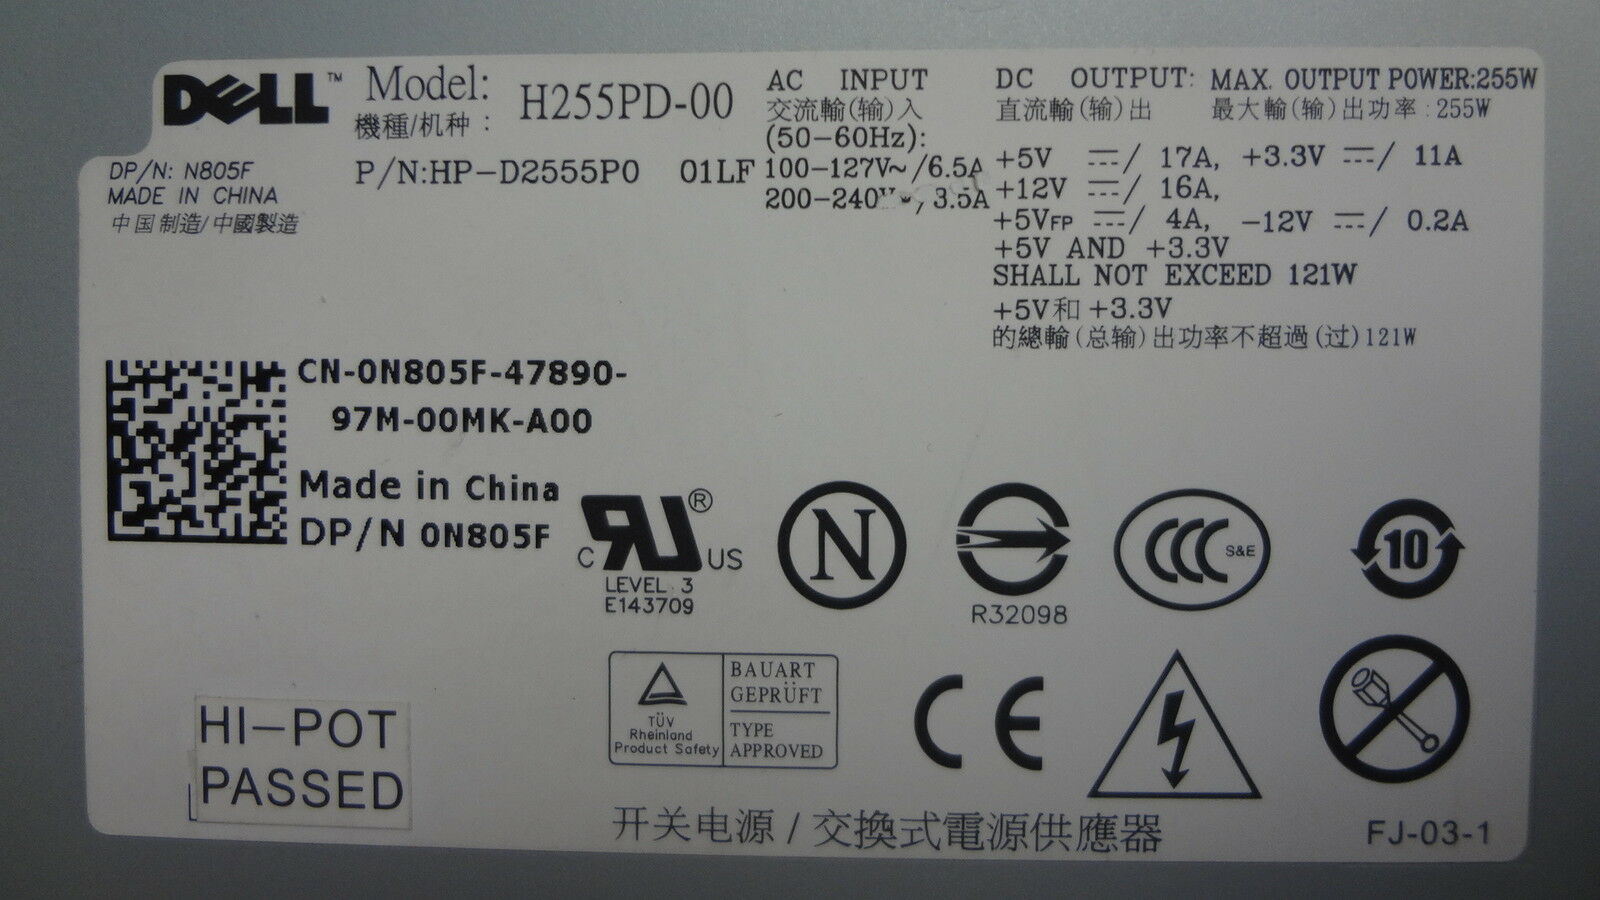 DELL™
Model: H255PD-00
機種/机种 :
P/N:HP-D2555P0 01LF
DP/N: N805F
MADE IN CHINA
中国制造/中國製造
AC INPUT
交流輸(输)入
(50-60Hz):
100-127V~/6.5A
200-240V~, 3.5A
DC OUTPUT: MAX. OUTPUT POWER:255W
直流輸(输)出 最大輸(输)出功率 : 255W
+5V ⎓/ 17A, +3.3V ⎓/ 11A
+12V ⎓/ 16A,
+5VFP ⎓/ 4A, -12V ⎓/ 0.2A
+5V AND +3.3V
SHALL NOT EXCEED 121W
+5V和 +3.3V
的總輸(总输)出功率不超過(过)121W
CN-0N805F-47890-
97M-00MK-A00
Made in China
DP/N 0N805F
C RU® US
LEVEL 3
E143709
N
R32098
CCC S&E
10
TÜV
Rheinland
Product Safety
BAUART
GEPRÜFT
TYPE
APPROVED
CE
HI-POT
PASSED
开关电源 / 交換式電源供應器
FJ-03-1